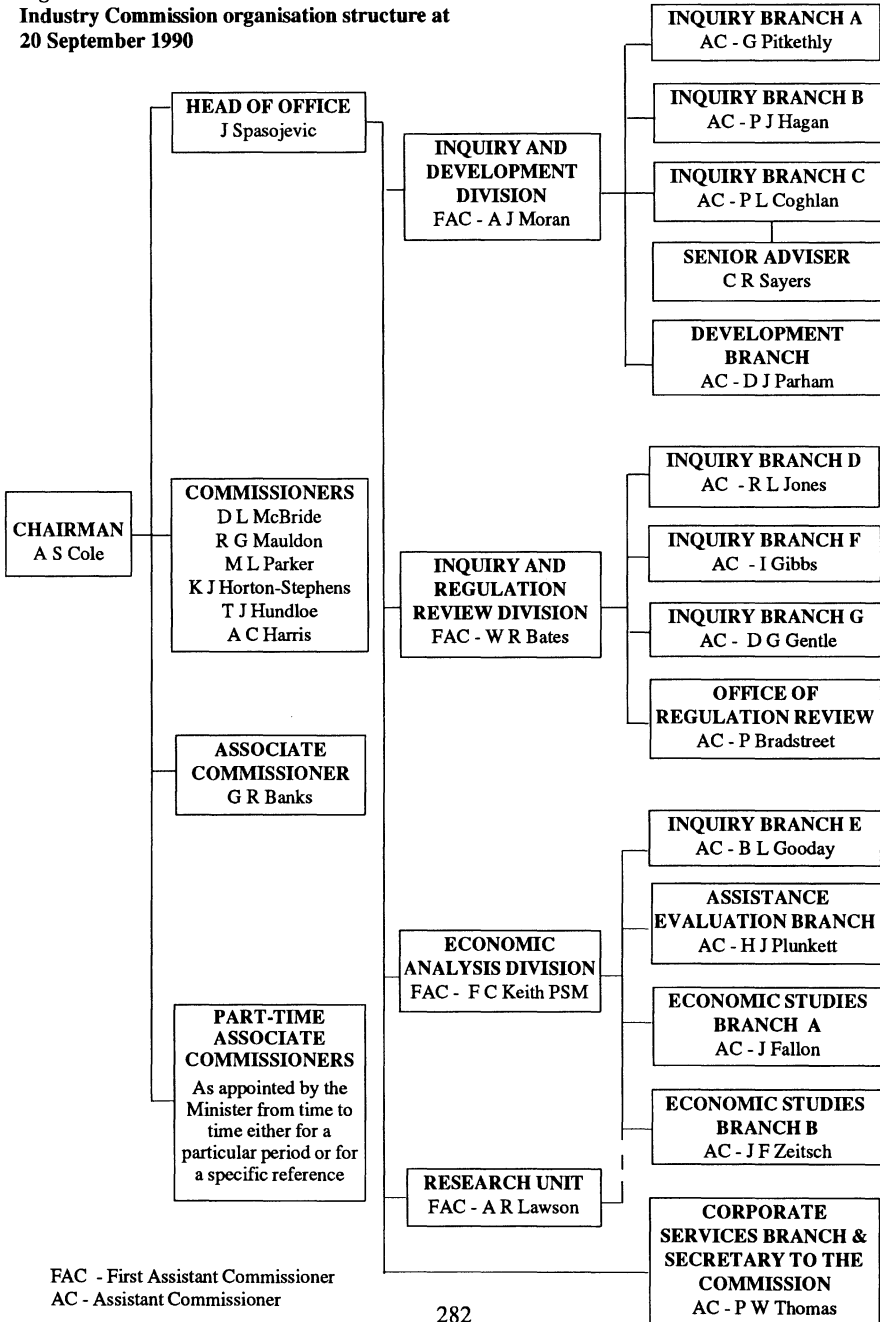 Industry Commission organisation structure at
20 September 1990
CHAIRMAN
A S Cole
HEAD OF OFFICE
J Spasojevic
COMMISSIONERS
D L McBride
R G Mauldon
M L Parker
K J Horton-Stephens
T J Hundloe
A C Harris
ASSOCIATE
COMMISSIONER
G R Banks
PART-TIME
ASSOCIATE
COMMISSIONERS
As appointed by the
Minister from time to
time either for a
particular period or for
a specific reference
INQUIRY AND
DEVELOPMENT
DIVISION
FAC - A J Moran
INQUIRY AND
REGULATION
REVIEW DIVISION
FAC - W R Bates
ECONOMIC
ANALYSIS DIVISION
FAC - F C Keith PSM
RESEARCH UNIT
FAC - A R Lawson
INQUIRY BRANCH A
AC - G Pitkethly
INQUIRY BRANCH B
AC - P J Hagan
INQUIRY BRANCH C
AC - P L Coghlan
SENIOR ADVISER
C R Sayers
DEVELOPMENT
BRANCH
AC - D J Parham
INQUIRY BRANCH D
AC - R L Jones
INQUIRY BRANCH F
AC - I Gibbs
INQUIRY BRANCH G
AC - D G Gentle
OFFICE OF
REGULATION REVIEW
AC - P Bradstreet
INQUIRY BRANCH E
AC - B L Gooday
ASSISTANCE
EVALUATION BRANCH
AC - H J Plunkett
ECONOMIC STUDIES
BRANCH A
AC - J Fallon
ECONOMIC STUDIES
BRANCH B
AC - J F Zeitsch
CORPORATE
SERVICES BRANCH &
SECRETARY TO THE
COMMISSION
AC - P W Thomas
FAC - First Assistant Commissioner
AC - Assistant Commissioner
282